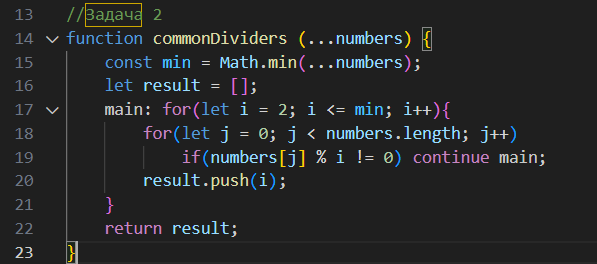 13 //Задача 2
14 function commonDividers (...numbers) {
15 const min = Math.min(...numbers);
16 let result = [];
17 main: for(let i = 2; i <= min; i++){
18 for(let j = 0; j < numbers.length; j++)
19 if(numbers[j] % i != 0) continue main;
20 result.push(i);
21 }
22 return result;
23 }